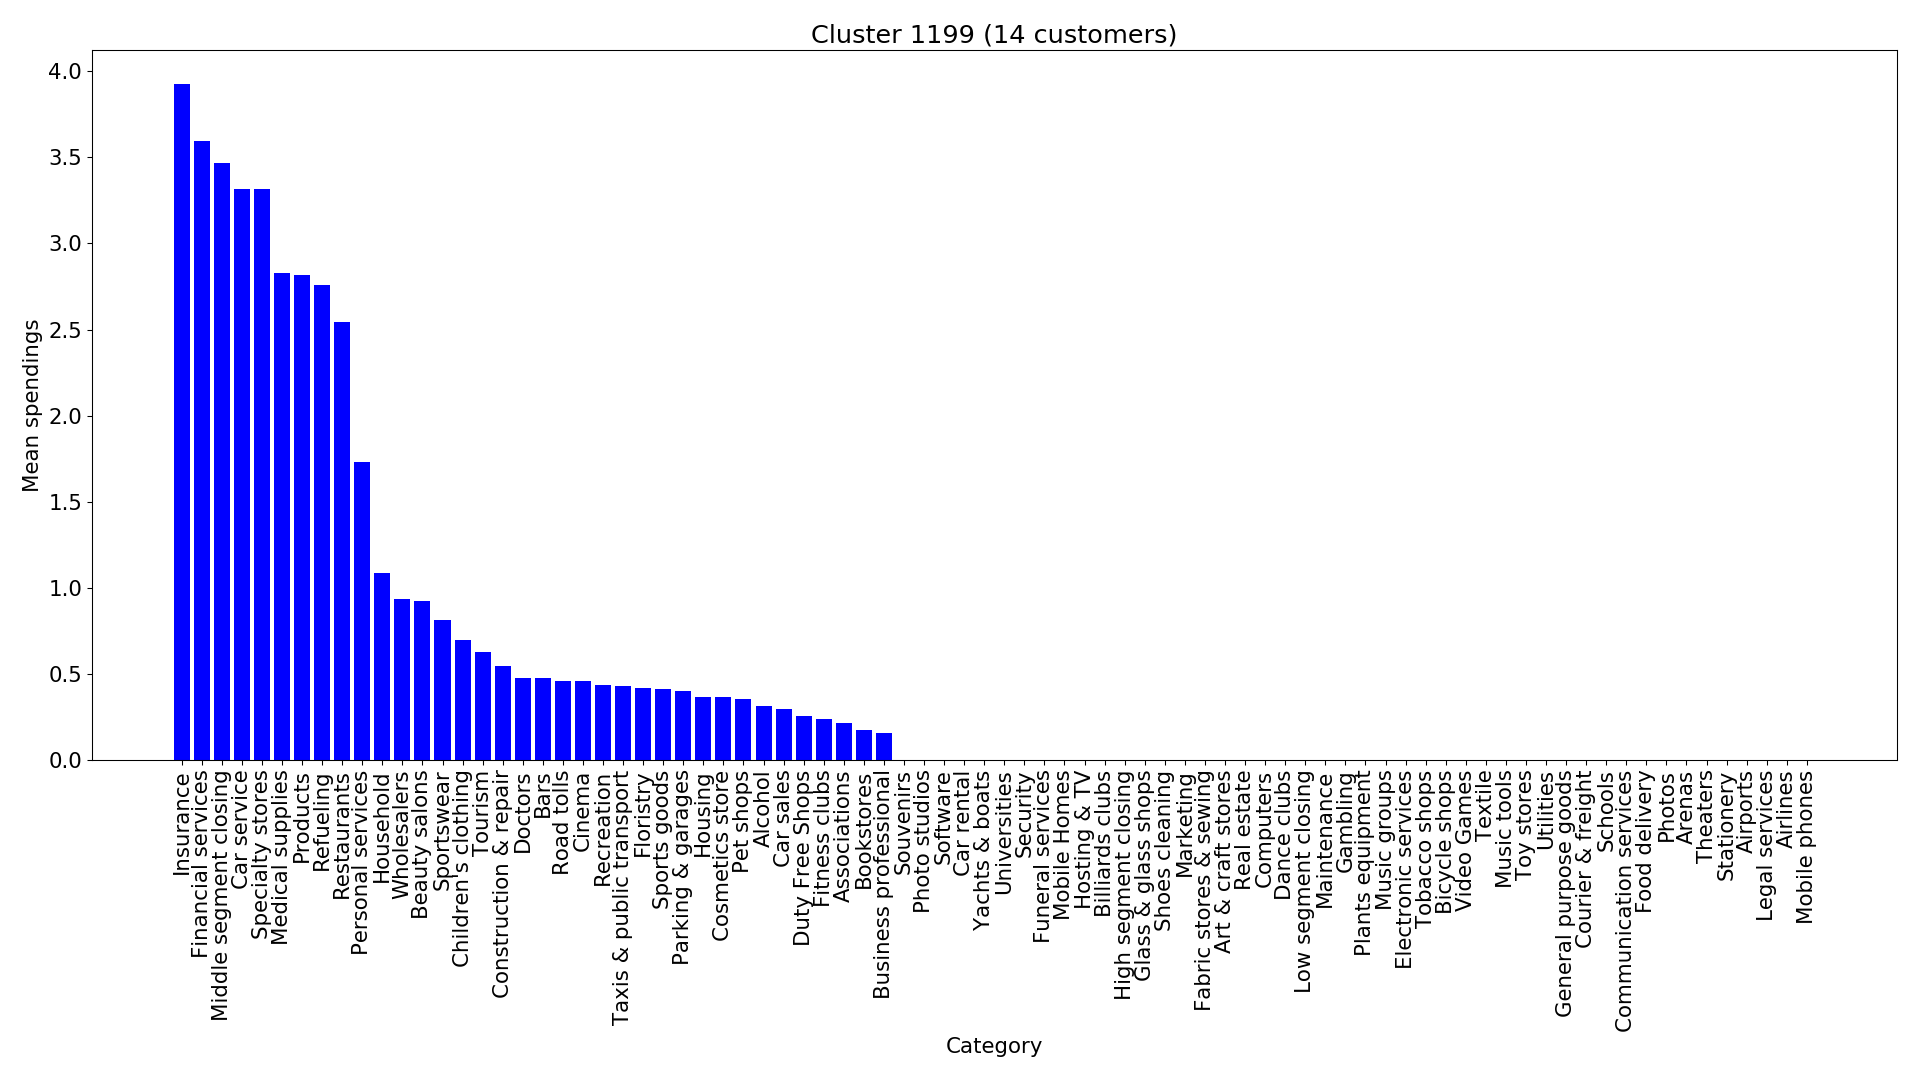 Cluster 1199 (14 customers)
4.0
3.5
3.0
2.5
2.0
1.5
1.0
0.5
0.0
Mean spendings
Insurance
Financial services
Middle segment closing
Car service
Specialty stores
Medical supplies
Products
Refueling
Restaurants
Personal services
Household
Wholesalers
Beauty salons
Sportswear
Children's clothing
Tourism
Construction & repair
Doctors
Bars
Road tolls
Cinema
Recreation
Taxis & public transport
Floristry
Sports goods
Parking & garages
Housing
Cosmetics store
Pet shops
Alcohol
Car sales
Duty Free Shops
Fitness clubs
Associations
Bookstores
Business professional
Souvenirs
Photo studios
Software
Car rental
Yachts & boats
Universities
Security
Funeral services
Mobile Homes
Hosting & TV
Billiards clubs
High segment closing
Glass & glass shops
Shoes cleaning
Marketing
Fabric stores & sewing
Art & craft stores
Real estate
Computers
Dance clubs
Low segment closing
Maintenance
Gambling
Plants equipment
Music groups
Electronic services
Tobacco shops
Bicycle shops
Video Games
Textile
Music tools
Toy stores
Utilities
General purpose goods
Courier & freight
Schools
Communication services
Food delivery
Photos
Arenas
Theaters
Stationery
Airports
Legal services
Airlines
Mobile phones
Category